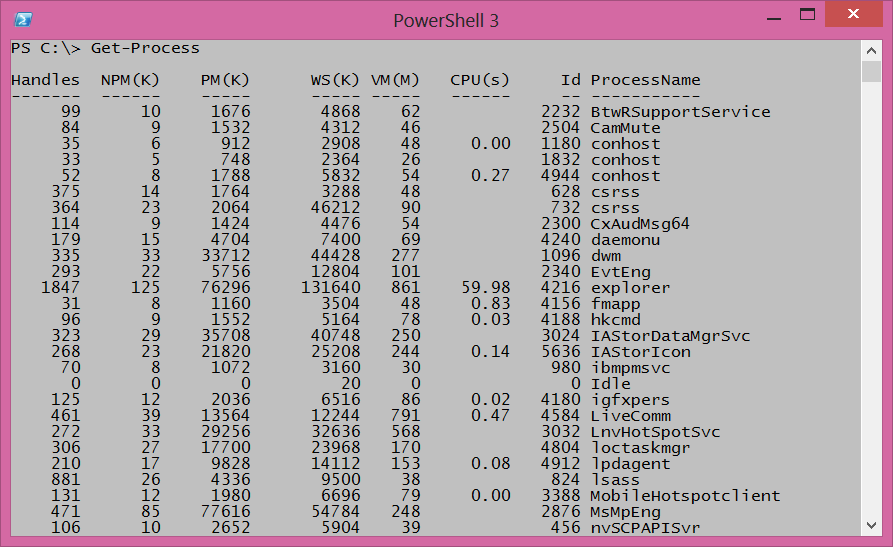 PowerShell 3
PS C:\> Get-Process
Handles NPM(K) PM(K) WS(K) VM(M) CPU(s) Id ProcessName
------- ------ ----- ----- ----- ------ -- -----------
99 10 1676 4868 62 2232 BtwRSupportService
84 9 1532 4312 46 2504 CamMute
35 6 912 2908 48 0.00 1180 conhost
33 5 748 2364 26 1832 conhost
52 8 1788 5832 54 0.27 4944 conhost
375 14 1764 3288 48 628 csrss
364 23 2064 46212 90 732 csrss
114 9 1424 4476 54 2300 CxAudMsg64
179 15 4704 7400 69 4240 daemonu
335 33 33712 44428 277 1096 dwm
293 22 5756 12804 101 2340 EvtEng
1847 125 76296 131640 861 59.98 4216 explorer
31 8 1160 3504 48 0.83 4156 fmapp
96 9 1552 5164 78 0.03 4188 hkcmd
323 29 35708 40748 250 3024 IAStorDataMgrSvc
268 23 21820 25208 244 0.14 5636 IAStorIcon
70 8 1072 3160 30 980 ibmpmsvc
0 0 0 20 0 0 Idle
125 12 2036 6516 86 0.02 4180 igfxpers
461 39 13564 12244 791 0.47 4584 LiveComm
272 33 29256 32636 568 3032 LnvHotSpotSvc
306 27 17700 23968 170 4804 loctaskmgr
210 17 9828 14112 153 0.08 4912 lpdagent
881 26 4336 9500 38 824 lsass
131 12 1980 6696 79 0.00 3388 MobileHotspotclient
471 85 77616 54784 248 2876 MsMpEng
106 10 2652 5904 39 456 nvSCPAPISvr